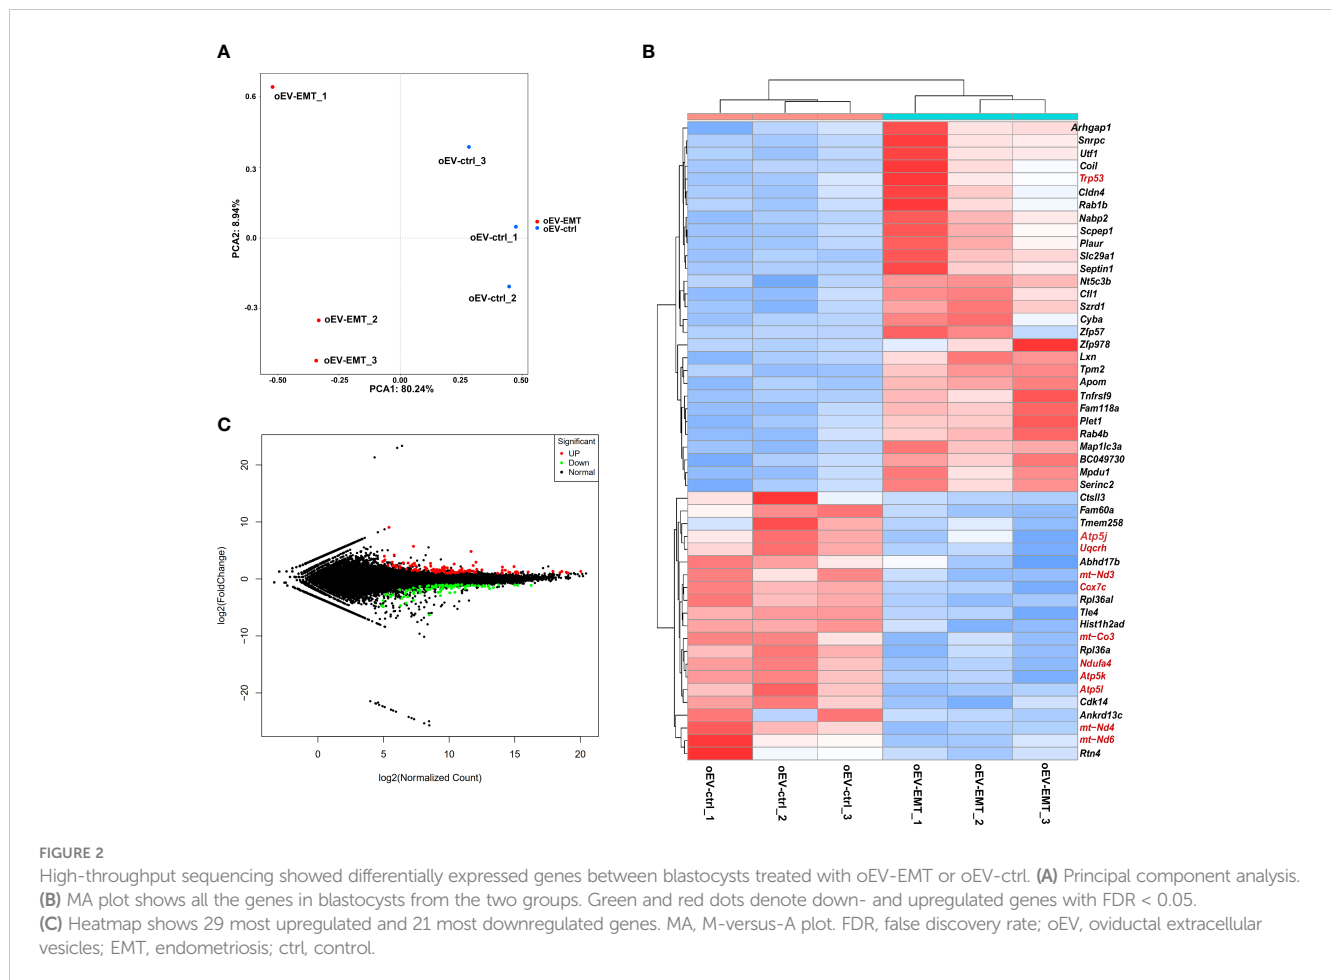 A
0.6
0.3
0.0
-0.3
PCA2: 8.94%
oEV-EMT_1
oEV-ctrl_3
oEV-ctrl_1
oEV-EMT
oEV-ctrl
oEV-ctrl_2
oEV-EMT_2
oEV-EMT_3
-0.50
-0.25
0.00
0.25
0.50
PCA1: 80.24%
B
Arhgap1
Snrpc
Utf1
Coil
Trp53
Cldn4
Rab1b
Nabp2
Scpep1
Plaur
Slc29a1
Septin1
Nt5c3b
Cfl1
Szrd1
Cyba
Zfp57
Zfp978
Lxn
Tpm2
Apom
Tnfrsf9
Fam118a
Plet1
Rab4b
Map1lc3a
BC049730
Mpdu1
Serinc2
Ctsll3
Fam60a
Tmem258
Atp5j
Uqcrh
Abhd17b
mt-Nd3
Cox7c
Rpl36al
Tle4
Hist1h2ad
mt-Co3
Rpl36a
Ndufa4
Atp5k
Atp5l
Cdk14
Ankrd13c
mt-Nd4
mt-Nd6
Rtn4
oEV-ctrl_1
oEV-ctrl_2
oEV-ctrl_3
oEV-EMT_1
oEV-EMT_2
oEV-EMT_3
C
Significant
UP
Down
Normal
20
10
0
-10
-20
log2(FoldChange)
0
5
10
15
20
log2(Normalized Count)
FIGURE 2
High-throughput sequencing showed differentially expressed genes between blastocysts treated with oEV-EMT or oEV-ctrl. (A) Principal component analysis.
(B) MA plot shows all the genes in blastocysts from the two groups. Green and red dots denote down- and upregulated genes with FDR < 0.05.
(C) Heatmap shows 29 most upregulated and 21 most downregulated genes. MA, M-versus-A plot. FDR, false discovery rate; oEV, oviductal extracellular
vesicles; EMT, endometriosis; ctrl, control.